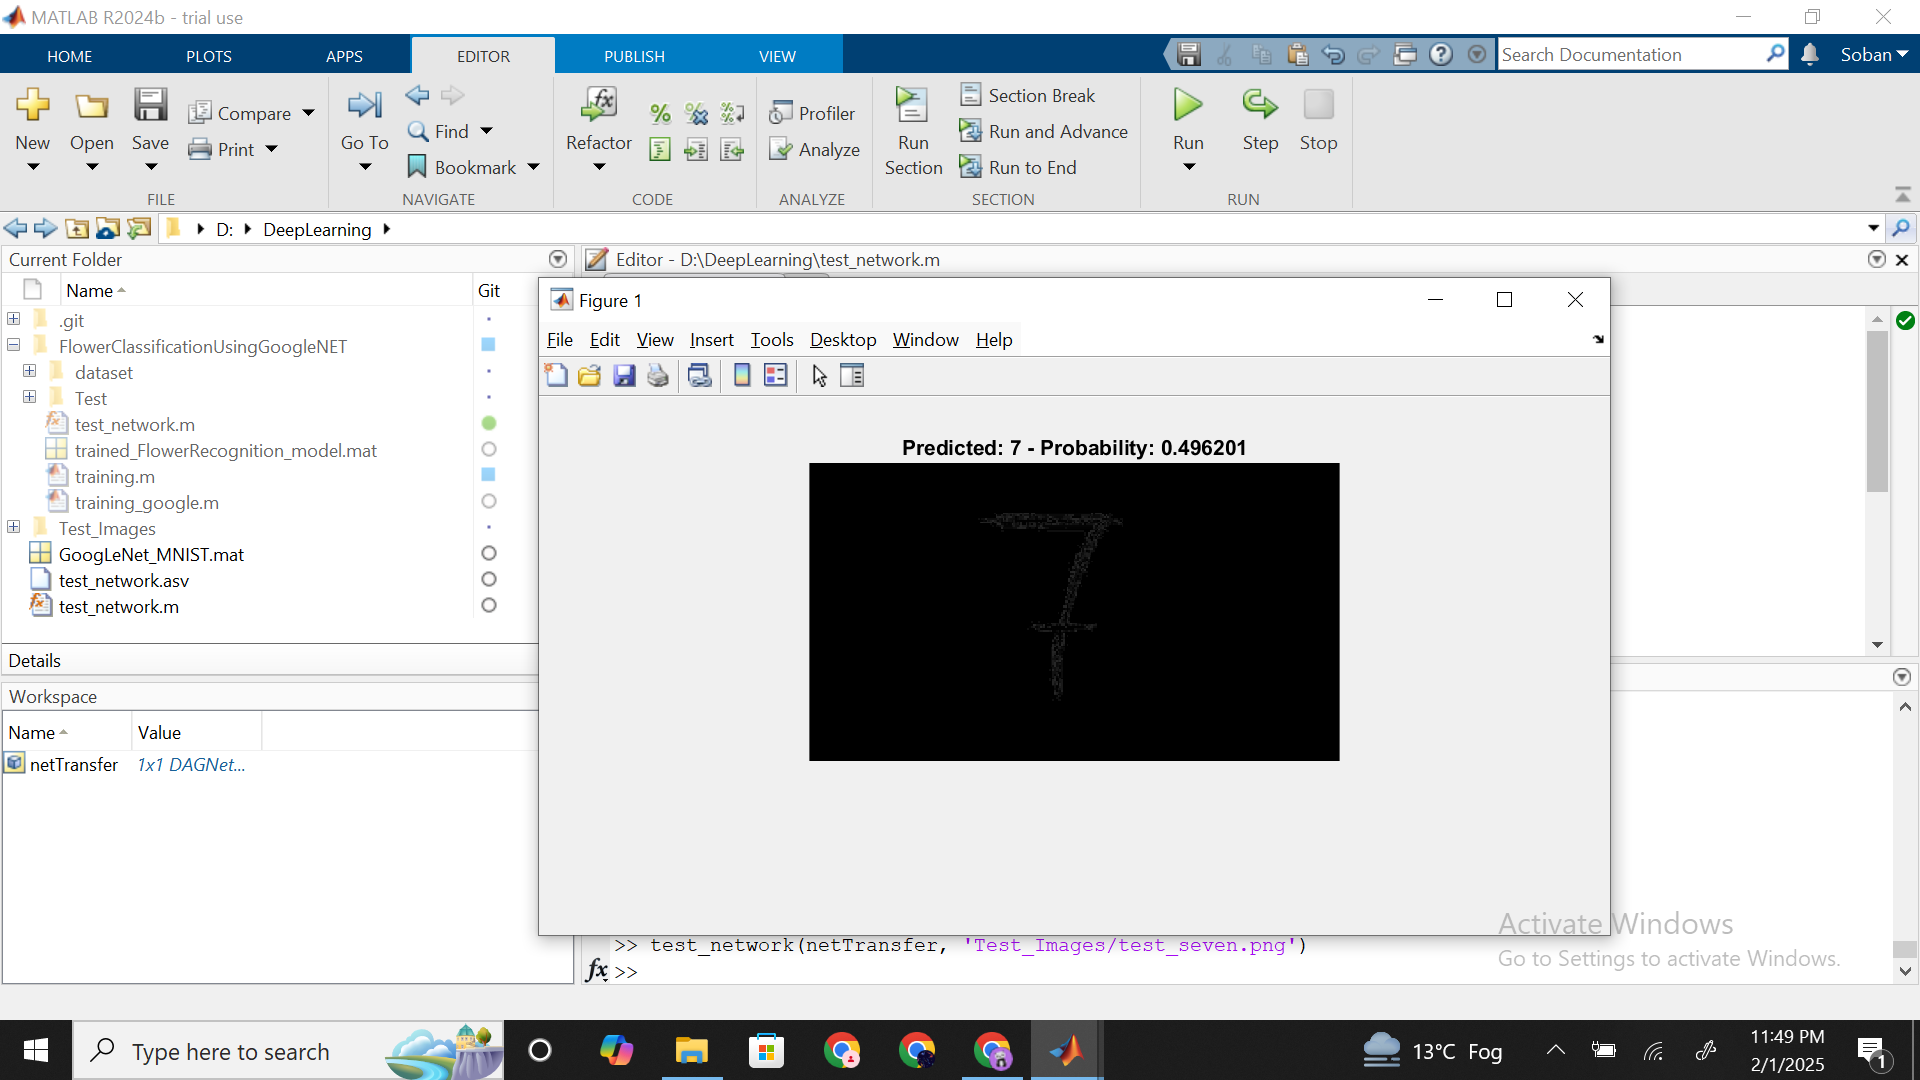 MATLAB R2024b - trial use
HOME PLOTS APPS EDITOR PUBLISH VIEW
Search Documentation
Soban
New
Open
Save
Compare
Print
FILE
Go To
Find
Bookmark
NAVIGATE
Refactor
CODE
Profiler
Analyze
ANALYZE
Run
Section
Section Break
Run and Advance
Run to End
SECTION
Run
Step
Stop
RUN
D: DeepLearning
Current Folder
Editor - D:\DeepLearning\test_network.m
Name Git
.git
FlowerClassificationUsingGoogleNET
dataset
Test
test_network.m
trained_FlowerRecognition_model.mat
training.m
training_google.m
Test_Images
GoogLeNet_MNIST.mat
test_network.asv
test_network.m
Details
Workspace
Name Value
netTransfer 1x1 DAGNet...
Figure 1
File Edit View Insert Tools Desktop Window Help
Predicted: 7 - Probability: 0.496201
7
>> test_network(netTransfer, 'Test_Images/test_seven.png')
fx >>
Activate Windows
Go to Settings to activate Windows.
Type here to search
13°C Fog
11:49 PM
2/1/2025
1